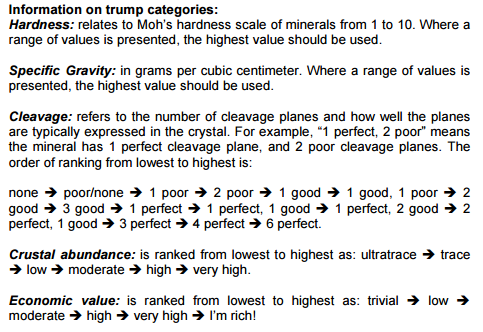 Information on trump categories:
Hardness: relates to Moh's hardness scale of minerals from 1 to 10. Where a
range of values is presented, the highest value should be used.
Specific Gravity: in grams per cubic centimeter. Where a range of values is
presented, the highest value should be used.
Cleavage: refers to the number of cleavage planes and how well the planes
are typically expressed in the crystal. For example, "1 perfect, 2 poor" means
the mineral has 1 perfect cleavage plane, and 2 poor cleavage planes. The
order of ranking from lowest to highest is:
none ➔ poor/none ➔ 1 poor ➔ 2 poor ➔ 1 good ➔ 1 good, 1 poor ➔ 2
good ➔ 3 good ➔ 1 perfect ➔ 1 perfect, 1 good ➔ 1 perfect, 2 good ➔ 2
perfect, 1 good ➔ 3 perfect ➔ 4 perfect ➔ 6 perfect.
Crustal abundance: is ranked from lowest to highest as: ultratrace ➔ trace
➔ low ➔ moderate ➔ high ➔ very high.
Economic value: is ranked from lowest to highest as: trivial ➔ low ➔
moderate ➔ high ➔ very high ➔ I'm rich!